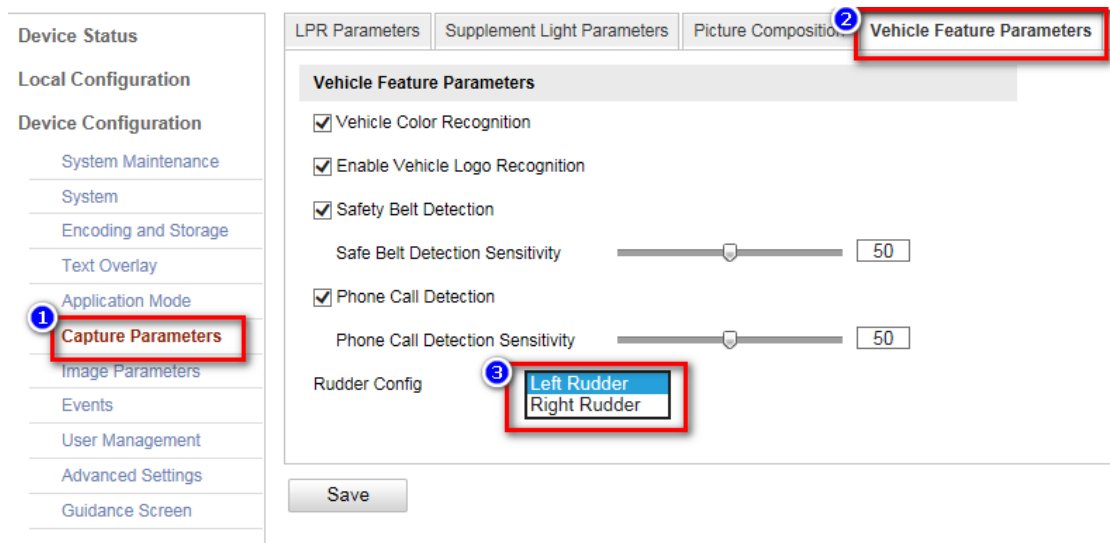 Device Status
Local Configuration
Device Configuration
System Maintenance
System
Encoding and Storage
Text Overlay
Application Mode
1
Capture Parameters
Image Parameters
Events
User Management
Advanced Settings
Guidance Screen
LPR Parameters
Supplement Light Parameters
Picture Composition
2
Vehicle Feature Parameters
Vehicle Feature Parameters
Vehicle Color Recognition
Enable Vehicle Logo Recognition
Safety Belt Detection
Safe Belt Detection Sensitivity 50
Phone Call Detection
Phone Call Detection Sensitivity 50
Rudder Config
3
Left Rudder
Right Rudder
Save